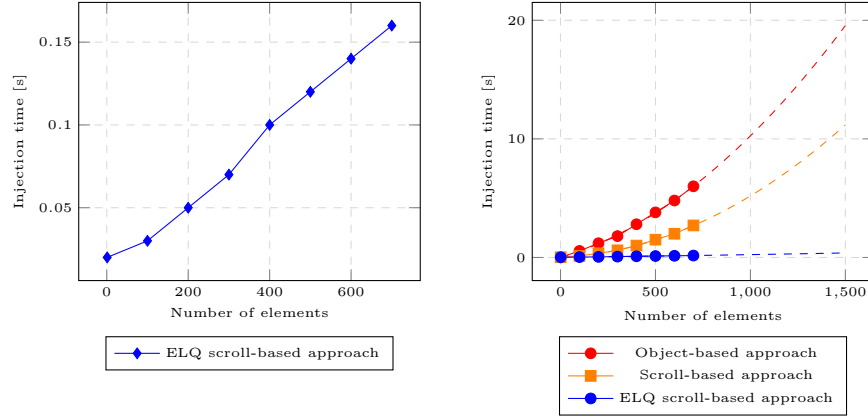 0.15
0.1
0.05
0
200
400
600
Injection time [s]
Number of elements
ELQ scroll-based approach
20
10
0
0
500
1,000
1,500
Injection time [s]
Number of elements
Object-based approach
Scroll-based approach
ELQ scroll-based approach